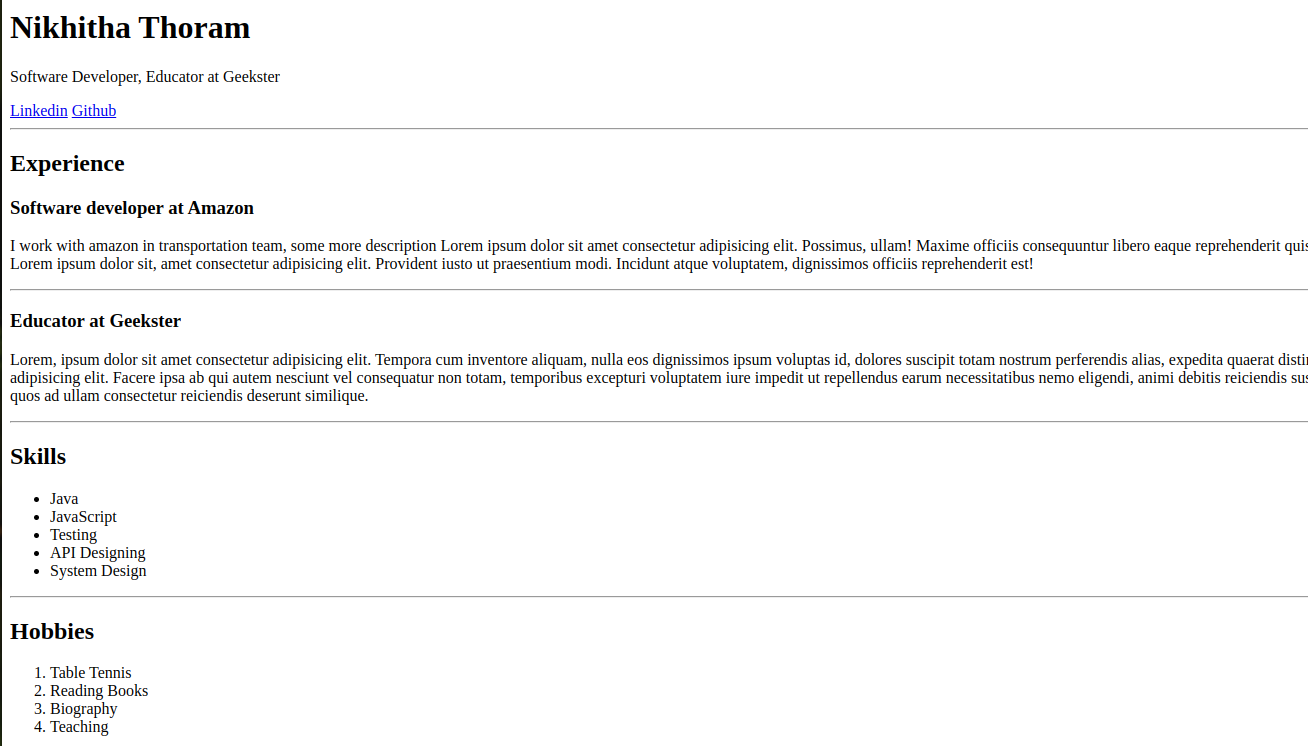 Nikhitha Thoram
Software Developer, Educator at Geekster
Linkedin Github
Experience
Software developer at Amazon
I work with amazon in transportation team, some more description Lorem ipsum dolor sit amet consectetur adipisicing elit. Possimus, ullam! Maxime officiis consequuntur libero eaque reprehenderit quis
Lorem ipsum dolor sit, amet consectetur adipisicing elit. Provident iusto ut praesentium modi. Incidunt atque voluptatem, dignissimos officiis reprehenderit est!
Educator at Geekster
Lorem, ipsum dolor sit amet consectetur adipisicing elit. Tempora cum inventore aliquam, nulla eos dignissimos ipsum voluptas id, dolores suscipit totam nostrum perferendis alias, expedita quaerat
adipisicing elit. Facere ipsa ab qui autem nesciunt vel consequatur non totam, temporibus excepturi voluptatem iure impedit ut repellendus earum necessitatibus nemo eligendi, animi debitis reiciendis
quos ad ullam consectetur reiciendis deserunt similique.
Skills
• Java
• JavaScript
• Testing
• API Designing
• System Design
Hobbies
1. Table Tennis
2. Reading Books
3. Biography
4. Teaching